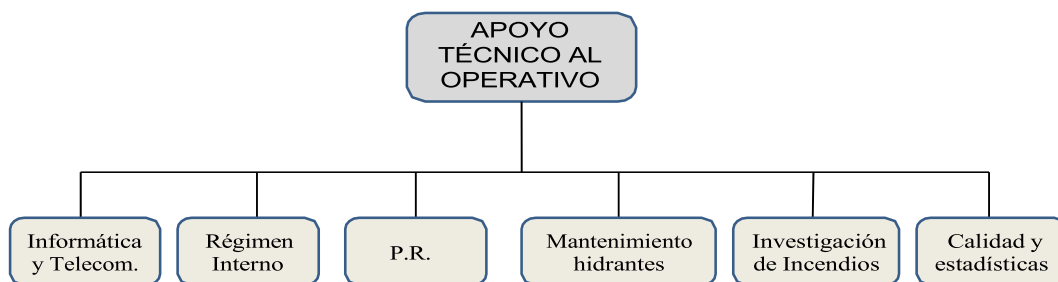 APOYO
TÉCNICO AL
OPERATIVO
Informática
y Telecom.
Régimen
Interno
P.R.
Mantenimiento
hidrantes
Investigación
de Incendios
Calidad y
estadísticas